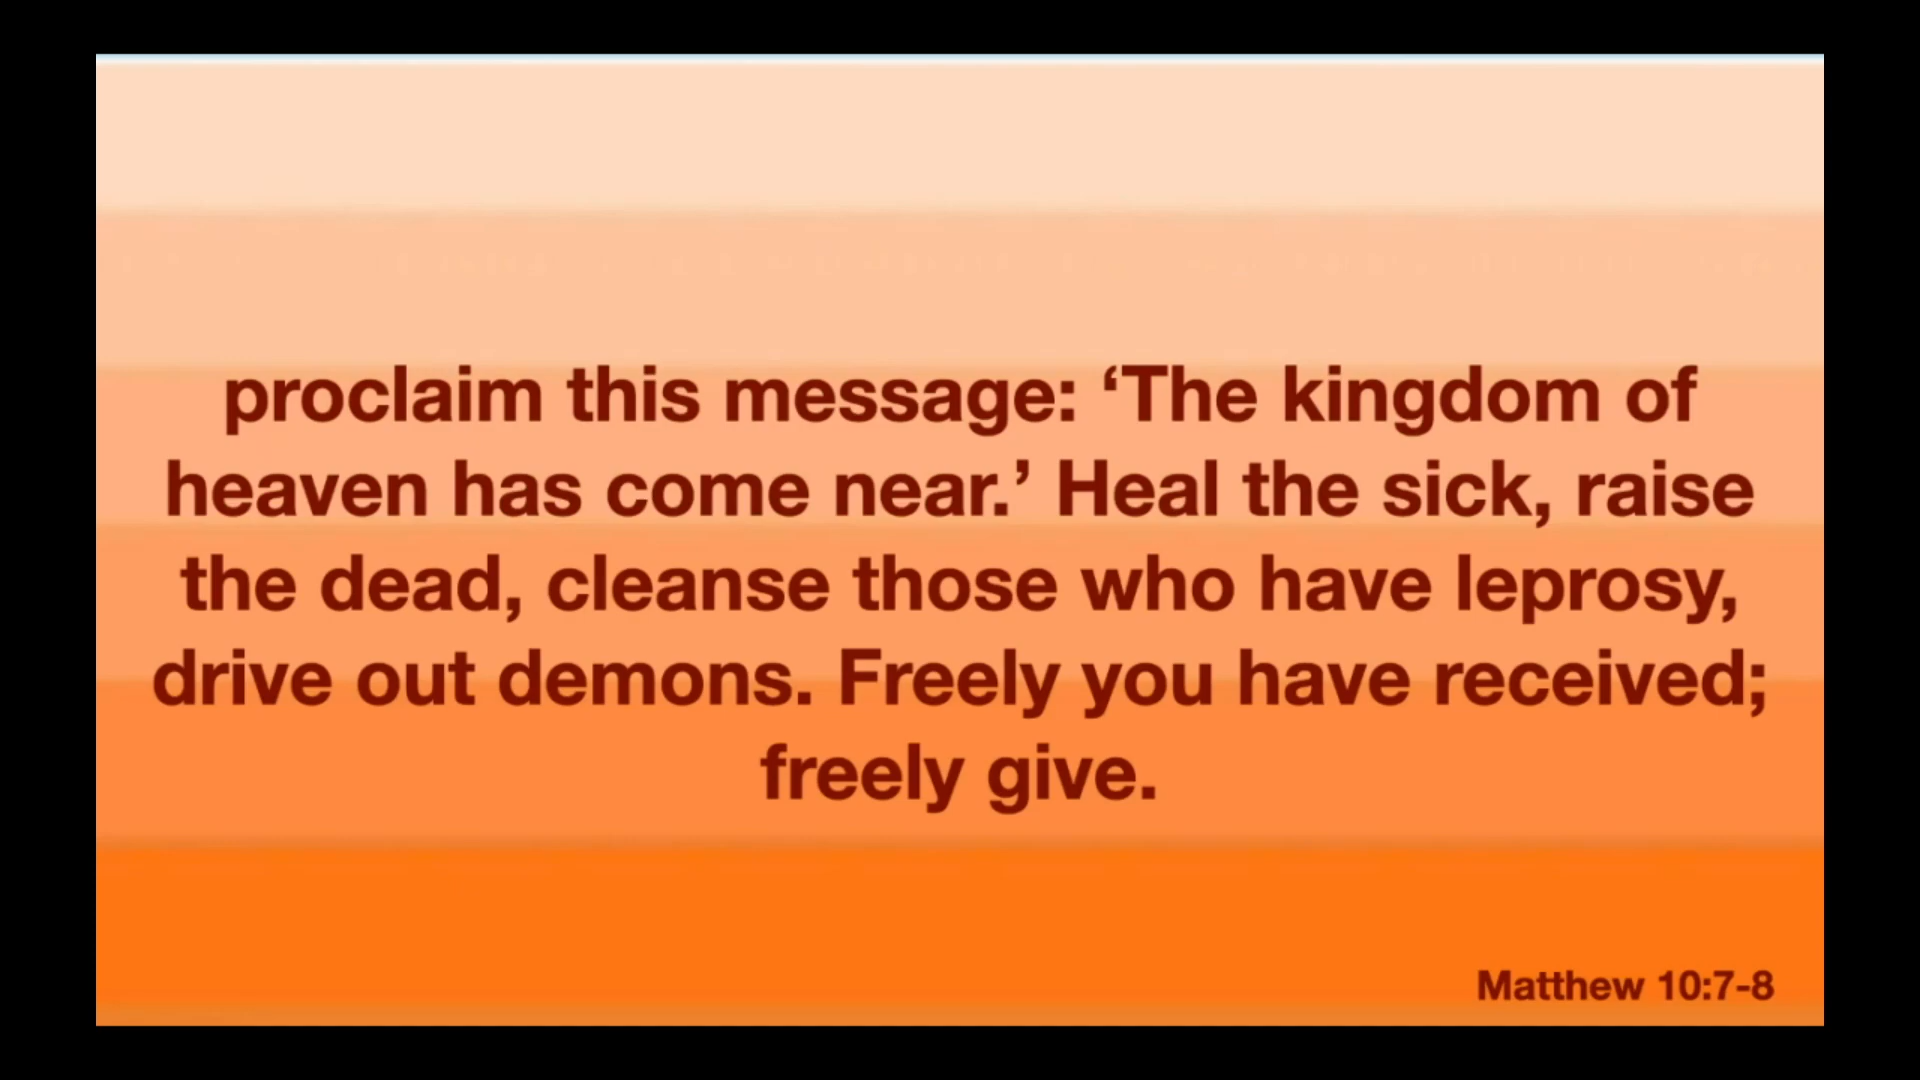 proclaim this message: ‘The kingdom of
heaven has come near.’ Heal the sick, raise
the dead, cleanse those who have leprosy,
drive out demons. Freely you have received;
freely give.
Matthew 10:7-8